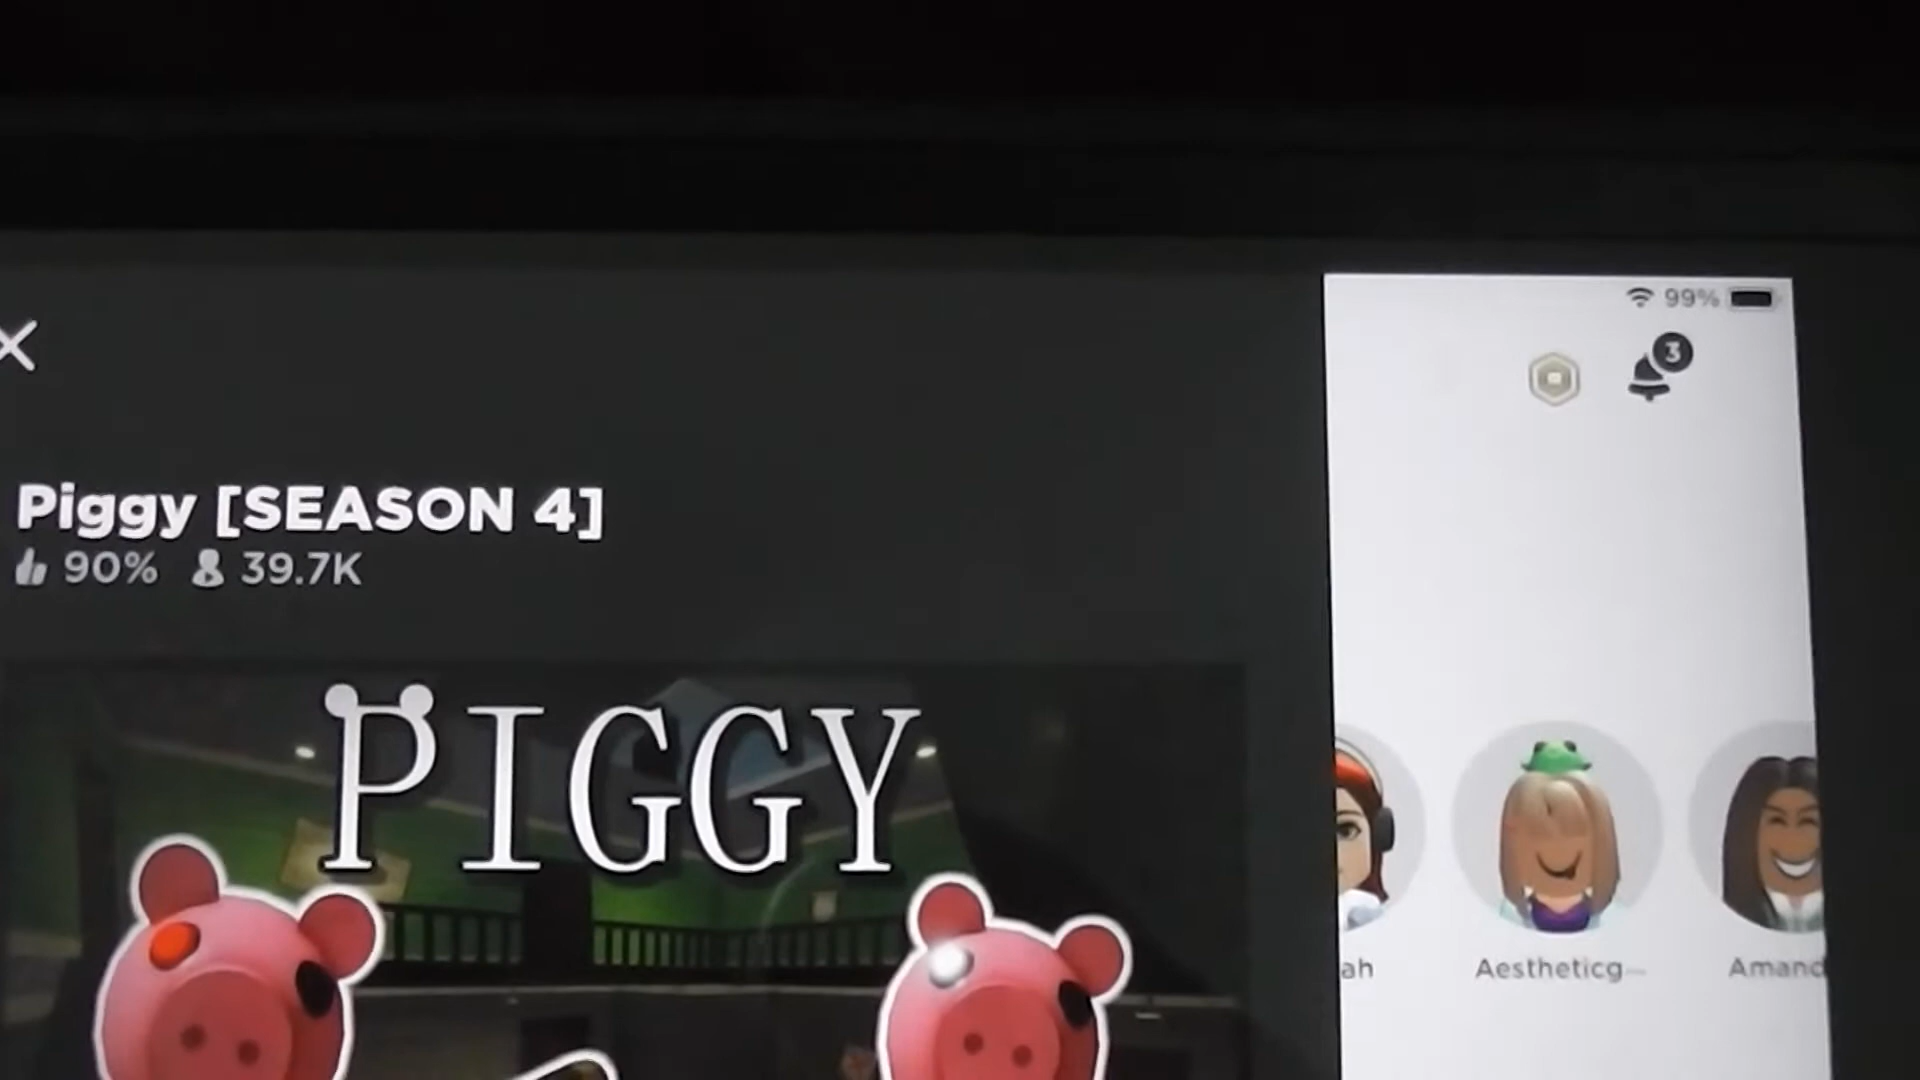 99%
3
Piggy [SEASON 4]
90% 39.7K
PIGGY
ah
Aestheticg
Amand